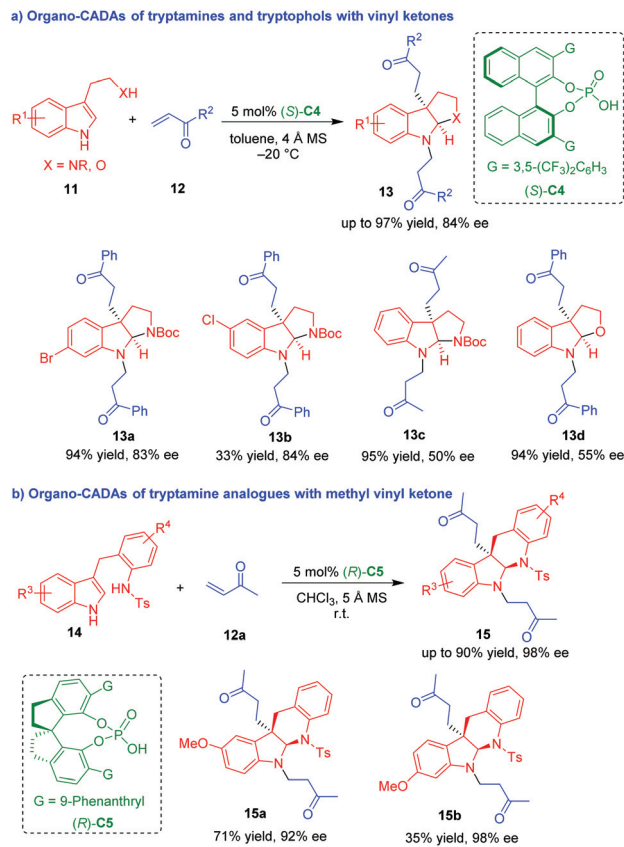 a) Organo-CADAs of tryptamines and tryptophols with vinyl ketones
R¹
XH
N
H
X = NR, O
11
+
O
R²
12
5 mol% (S)-C4
toluene, 4 Å MS
–20 °C
R²
O
R¹
X
N
H
O
R²
13
up to 97% yield, 84% ee
G
O
O
P
O
OH
G
G = 3,5-(CF₃)₂C₆H₃
(S)-C4
Ph
O
NBoc
Br
N
H
O
Ph
13a
94% yield, 83% ee
Ph
O
Cl
NBoc
N
H
O
Ph
13b
33% yield, 84% ee
O
NBoc
N
H
O
13c
95% yield, 50% ee
Ph
O
O
N
H
O
Ph
13d
94% yield, 55% ee
b) Organo-CADAs of tryptamine analogues with methyl vinyl ketone
R⁴
R³
HN
Ts
N
H
14
+
O
12a
5 mol% (R)-C5
CHCl3, 5 Å MS
r.t.
O
R⁴
R³
N
Ts
H
N
O
15
up to 90% yield, 98% ee
G
O
O
P
O
OH
G
G = 9-Phenanthryl
(R)-C5
O
MeO
N
Ts
H
N
O
15a
71% yield, 92% ee
O
MeO
N
Ts
H
N
O
15b
35% yield, 98% ee